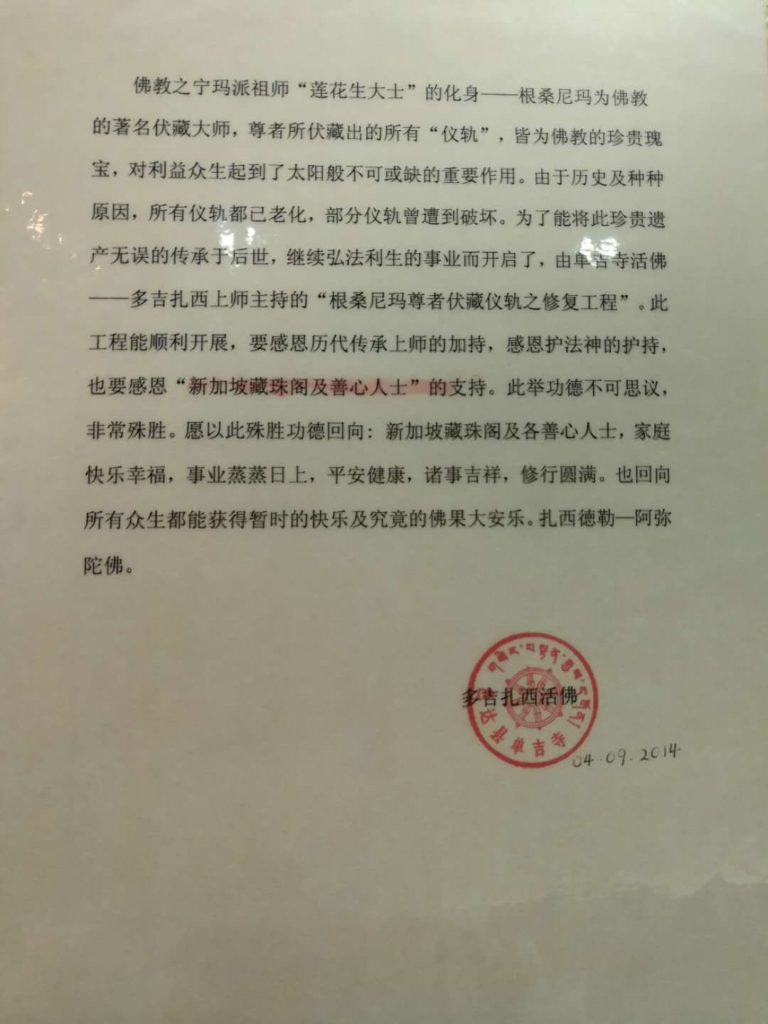 佛教之宁玛派祖师“莲花生大士”的化身——根桑尼玛为佛教
的著名伏藏大师，尊者所伏藏出的所有“仪轨”，皆为佛教的珍贵瑰
宝，对利益众生起到了太阳般不可或缺的重要作用。由于历史及种种
原因，所有仪轨都已老化，部分仪轨曾遭到破坏。为了能将此珍贵遗
产无误的传承于后世，继续弘法利生的事业而开启了，由单吉寺活佛
——多吉扎西上师主持的“根桑尼玛尊者伏藏仪轨之修复工程”。此
工程能顺利开展，要感恩历代传承上师的加持，感恩护法神的护持，
也要感恩“新加坡藏珠阁及善心人士”的支持。此举功德不可思议，
非常殊胜。愿以此殊胜功德回向：新加坡藏珠阁及各善心人士，家庭
快乐幸福，事业蒸蒸日上，平安健康，诸事吉祥，修行圆满。也回向
所有众生都能获得暂时的快乐及究竟的佛果大安乐。扎西德勒—阿弥
陀佛。
多吉扎西活佛
达县单吉寺
04.09.2014